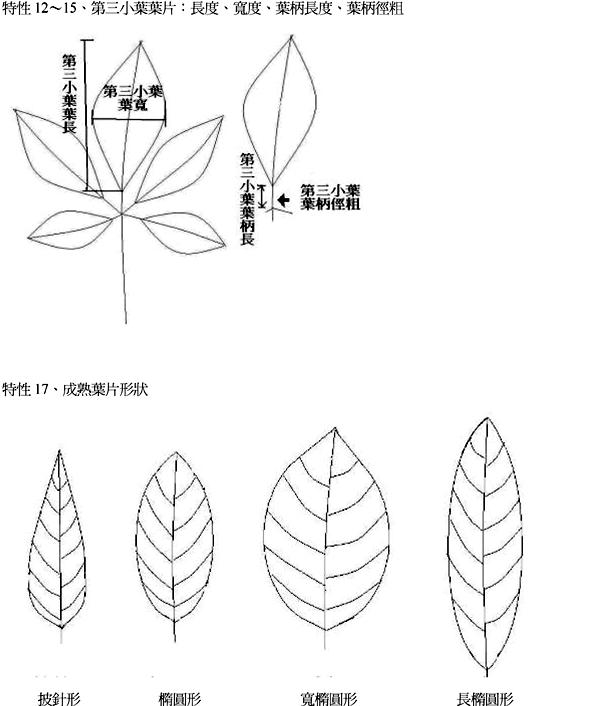 特性 12～15、第三小葉葉片：長度、寬度、葉柄長度、葉柄徑粗
第三小葉葉長
第三小葉
葉寬
第三小葉葉柄長
第三小葉
葉柄徑粗
特性 17、成熟葉片形狀
披針形
橢圓形
寬橢圓形
長橢圓形